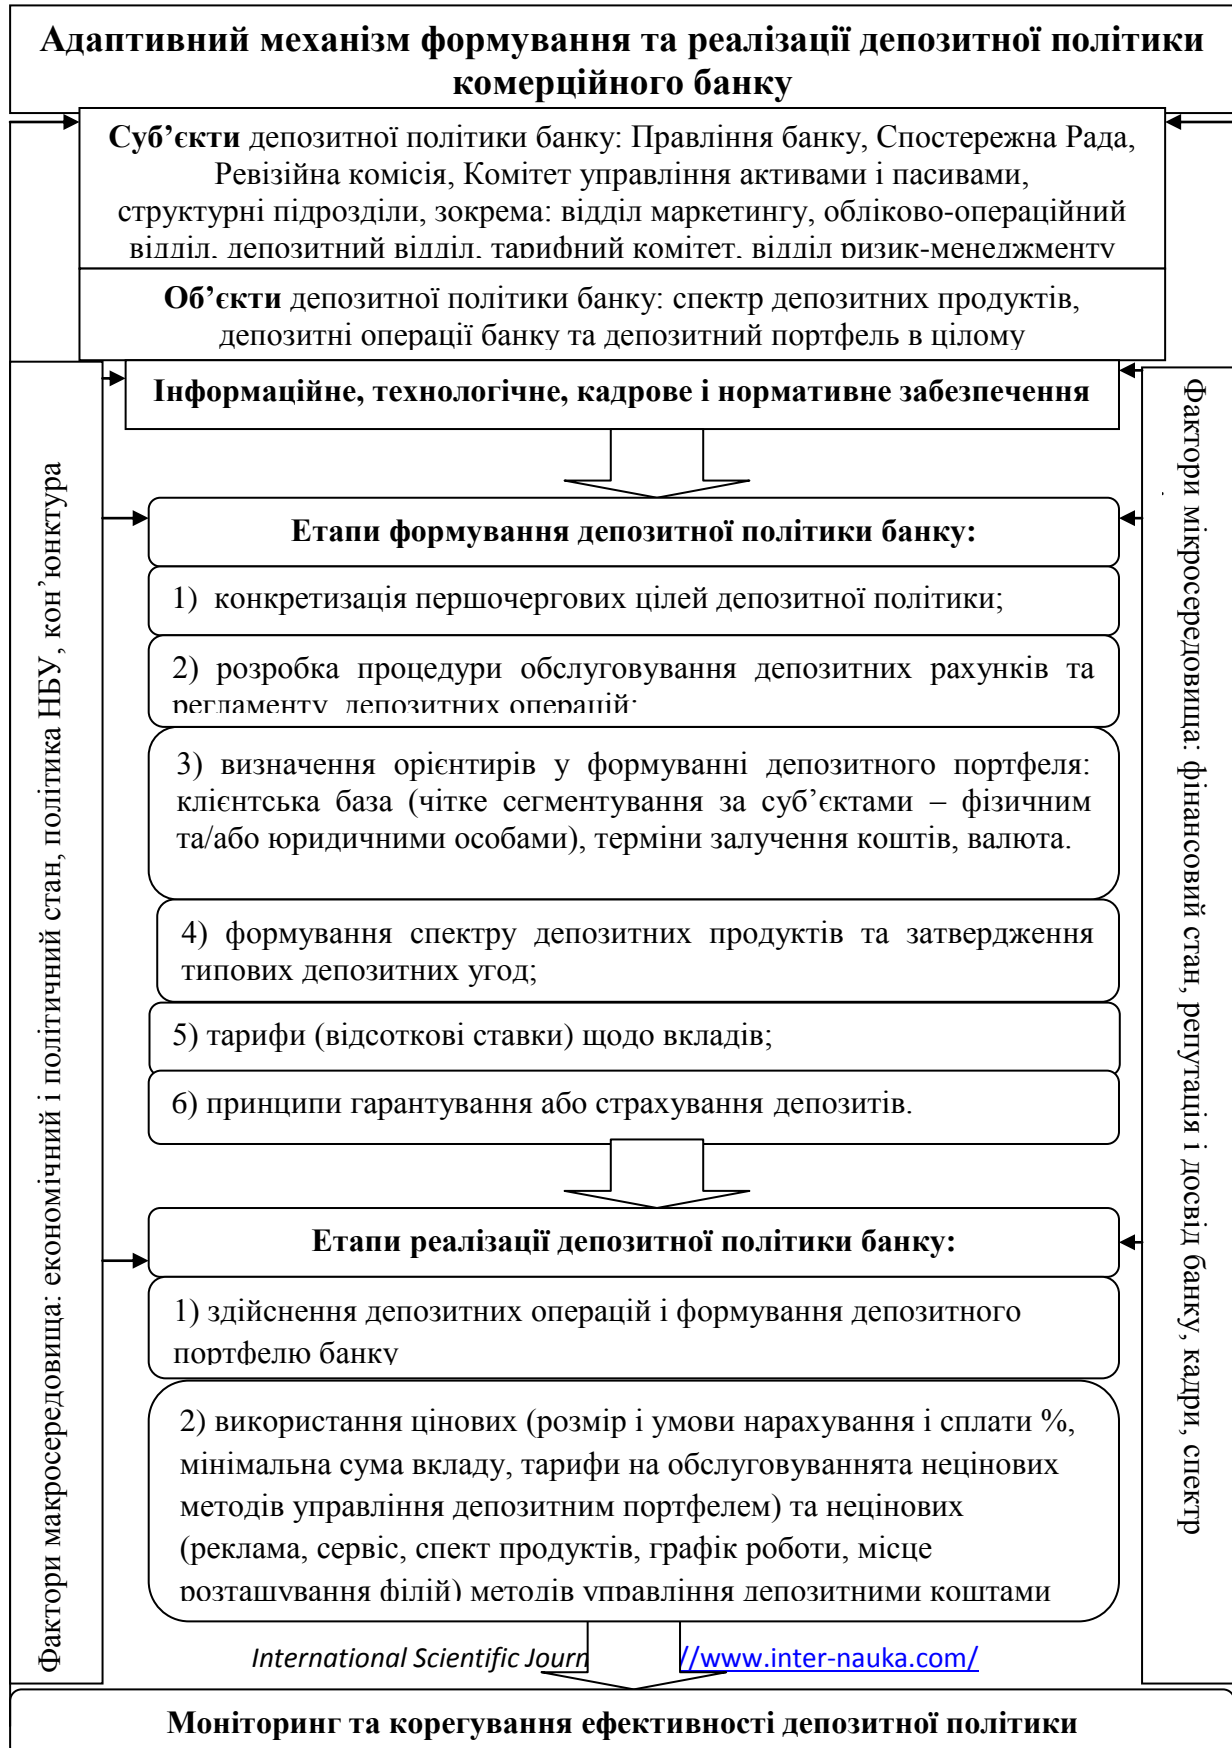 Адаптивний механізм формування та реалізації депозитної політики
комерційного банку
Суб’єкти депозитної політики банку: Правління банку, Спостережна Рада,
Ревізійна комісія, Комітет управління активами і пасивами,
структурні підрозділи, зокрема: відділ маркетингу, обліково-операційний
відділ, депозитний відділ, тарифний комітет, відділ ризик-менеджменту
Об’єкти депозитної політики банку: спектр депозитних продуктів,
депозитні операції банку та депозитний портфель в цілому
Інформаційне, технологічне, кадрове і нормативне забезпечення
Фактори макросередовища: економічний і політичний стан, політика НБУ, кон’юнктура
Фактори мікросередовища: фінансовий стан, репутація і досвід банку, кадри, спектр
Етапи формування депозитної політики банку:
1) конкретизація першочергових цілей депозитної політики;
2) розробка процедури обслуговування депозитних рахунків та
регламенту депозитних операцій;
3) визначення орієнтирів у формуванні депозитного портфеля:
клієнтська база (чітке сегментування за суб’єктами – фізичним
та/або юридичними особами), терміни залучення коштів, валюта.
4) формування спектру депозитних продуктів та затвердження
типових депозитних угод;
5) тарифи (відсоткові ставки) щодо вкладів;
6) принципи гарантування або страхування депозитів.
Етапи реалізації депозитної політики банку:
1) здійснення депозитних операцій і формування депозитного
портфелю банку
2) використання цінових (розмір і умови нарахування і сплати %,
мінімальна сума вкладу, тарифи на обслуговуваннята нецінових
методів управління депозитним портфелем) та нецінових
(реклама, сервіс, спект продуктів, графік роботи, місце
розташування філій) методів управління депозитними коштами
International Scientific Journ //www.inter-nauka.com/
Моніторинг та корегування ефективності депозитної політики